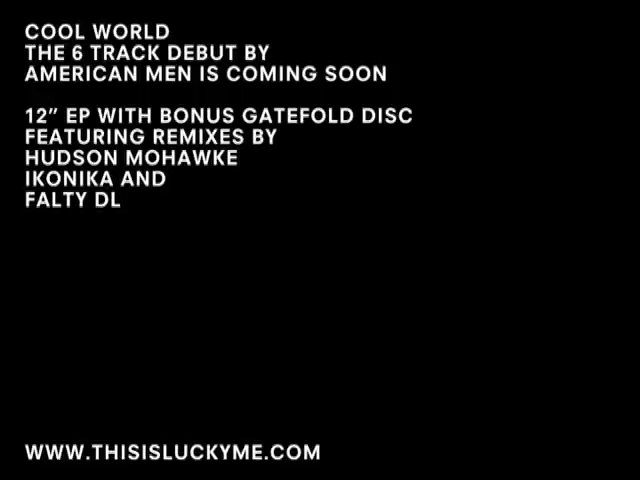 COOL WORLD
THE 6 TRACK DEBUT BY
AMERICAN MEN IS COMING SOON
12” EP WITH BONUS GATEFOLD DISC
FEATURING REMIXES BY
HUDSON MOHAWKE
IKONIKA AND
FALTY DL
WWW.THISISLUCKYME.COM